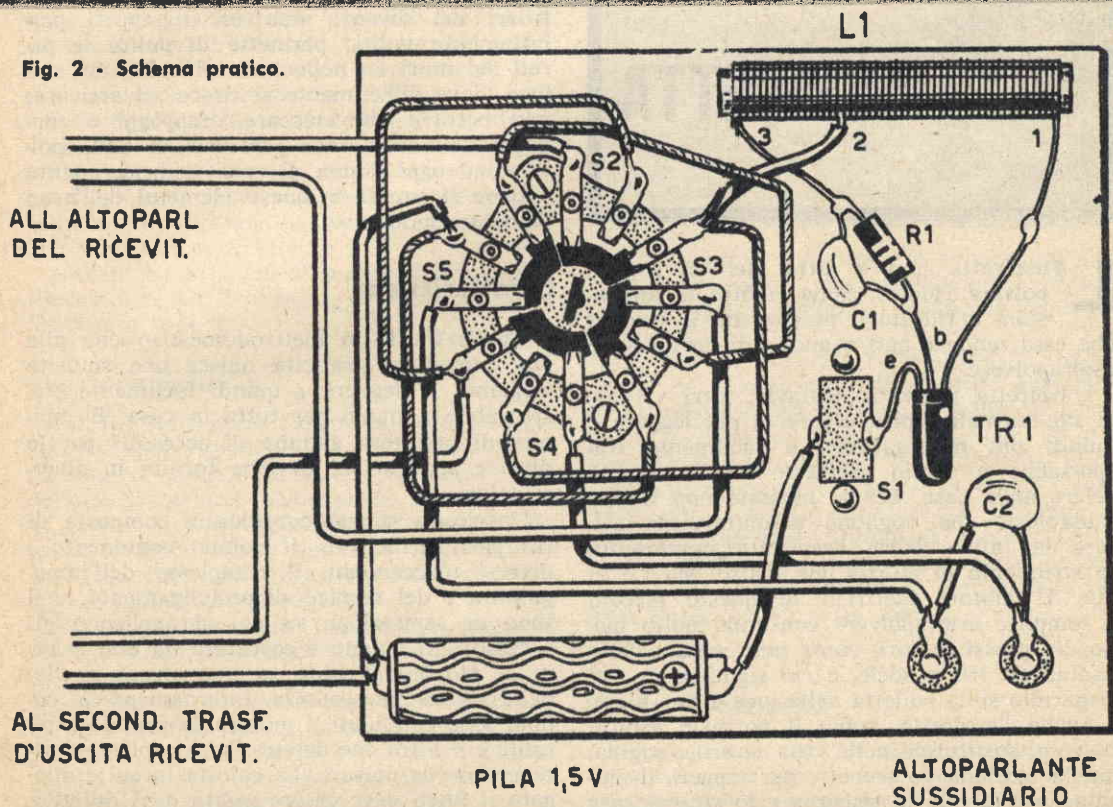 L1
Fig. 2 - Schema pratico.
3
2
1
S2
ALL ALTOPARL
DEL RICEVIT.
R1
S5
S3
C1
b
e
c
TR1
S4
S1
C2
AL SECOND. TRASF.
D'USCITA RICEVIT.
+
PILA 1,5V
ALTOPARLANTE
SUSSIDIARIO